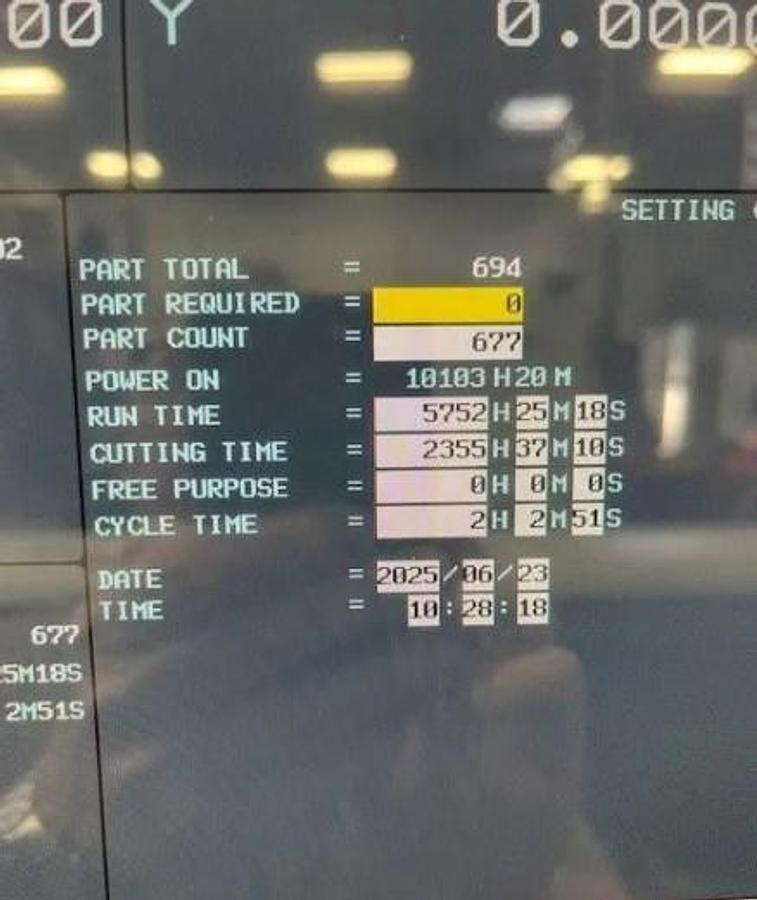 00 Y 0.0000
SETTING
02
PART TOTAL = 694
PART REQUIRED = 0
PART COUNT = 677
POWER ON = 10103 H 20 M
RUN TIME = 5752 H 25 M 18 S
CUTTING TIME = 2355 H 37 M 10 S
FREE PURPOSE = 0 H 0 M 0 S
CYCLE TIME = 2 H 2 M 51 S
DATE = 2025/06/23
TIME = 10:28:18
677
5M18S
2M51S